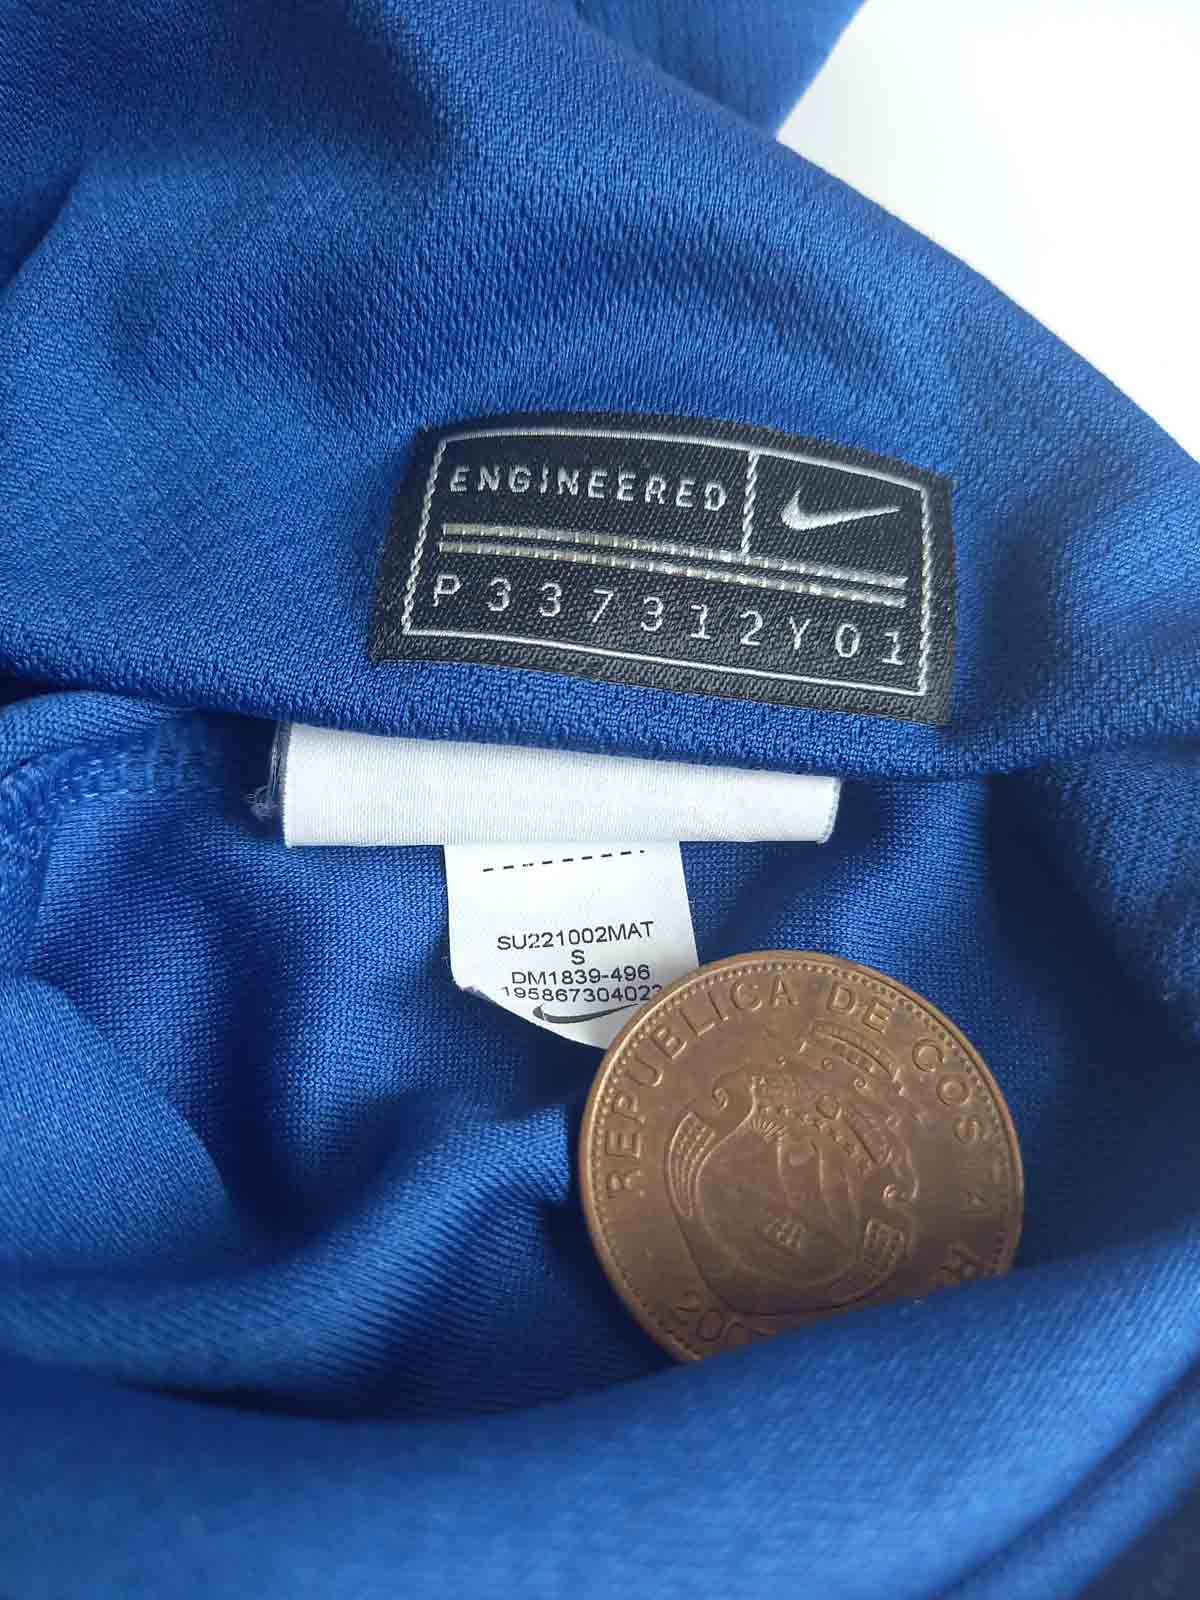 ENGINEERED
P337312Y01
SU221002MAT
S
DM1839-496
REPUBLICA DE COSTA